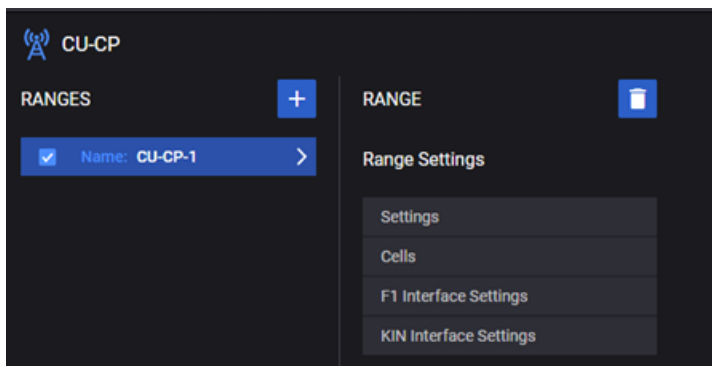 CU-CP
RANGES
Name: CU-CP-1
RANGE
Range Settings
Settings
Cells
F1 Interface Settings
KIN Interface Settings